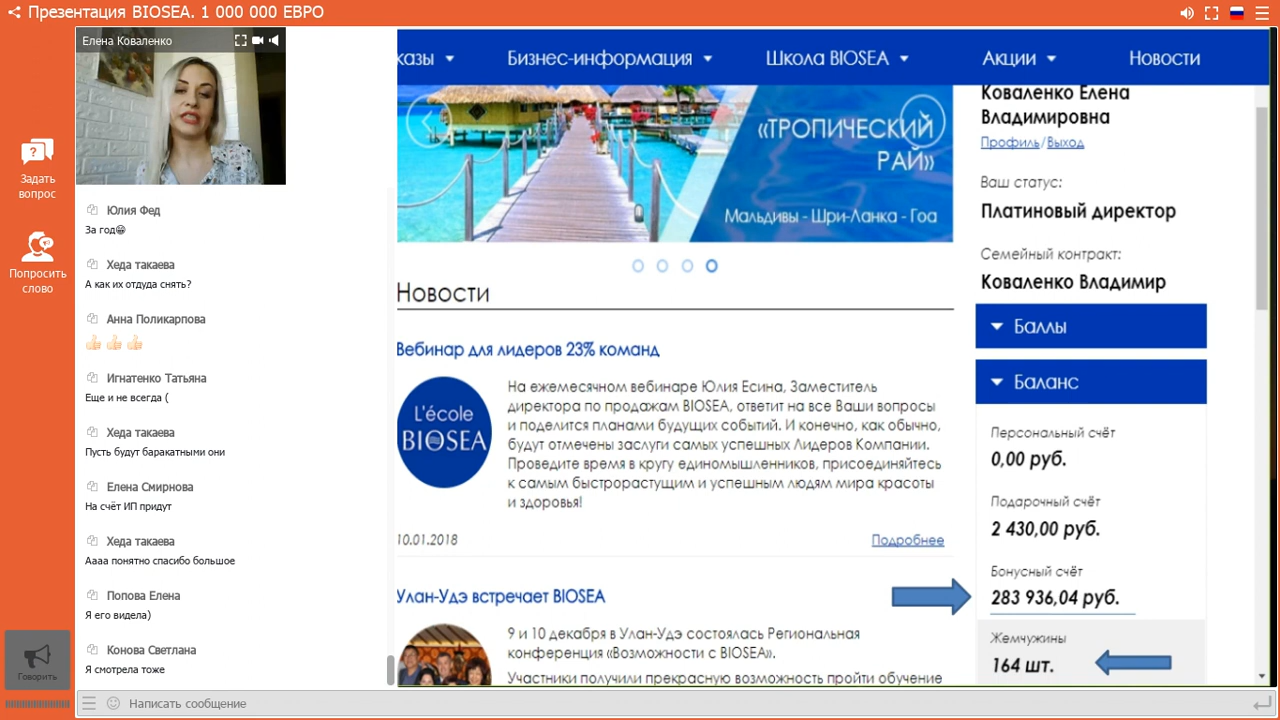 Презентация BIOSEA. 1 000 000 ЕВРО
Елена Коваленко
Задать
вопрос
Попросить
слово
Говорить
Юлия Фед
За год😁
Хеда такаева
А как их отдуда снять?
Анна Поликарпова
👍 👍 👍
Игнатенко Татьяна
Еще и не всегда (
Хеда такаева
Пусть будут баракатными они
Елена Смирнова
На счёт ИП придут
Хеда такаева
Аааа понятно спасибо большое
Попова Елена
Я его видела)
Конова Светлана
Я смотрела тоже
Написать сообщение
казы
Бизнес-информация
Школа BIOSEA
Акции
Новости
«ТРОПИЧЕСКИЙ
РАЙ»
Мальдивы - Шри-Ланка - Гоа
Новости
Вебинар для лидеров 23% команд
L'école
BIOSEA
На ежемесячном вебинаре Юлия Есина, Заместитель
директора по продажам BIOSEA, ответит на все Ваши вопросы
и поделится планами будущих событий. И конечно, как обычно,
будут отмечены заслуги самых успешных Лидеров Компании.
Проведите время в кругу единомышленников, присоединяйтесь
к самым быстрорастущим и успешным людям мира красоты
и здоровья!
10.01.2018
Подробнее
Улан-Удэ встречает BIOSEA
9 и 10 декабря в Улан-Удэ состоялась Региональная
конференция «Возможности с BIOSEA».
Участники получили прекрасную возможность пройти обучение
Коваленко Елена
Владимировна
Профиль/Выход
Ваш статус:
Платиновый директор
Семейный контракт:
Коваленко Владимир
Баллы
Баланс
Персональный счёт
0,00 руб.
Подарочный счёт
2 430,00 руб.
Бонусный счёт
283 936,04 руб.
Жемчужины
164 шт.